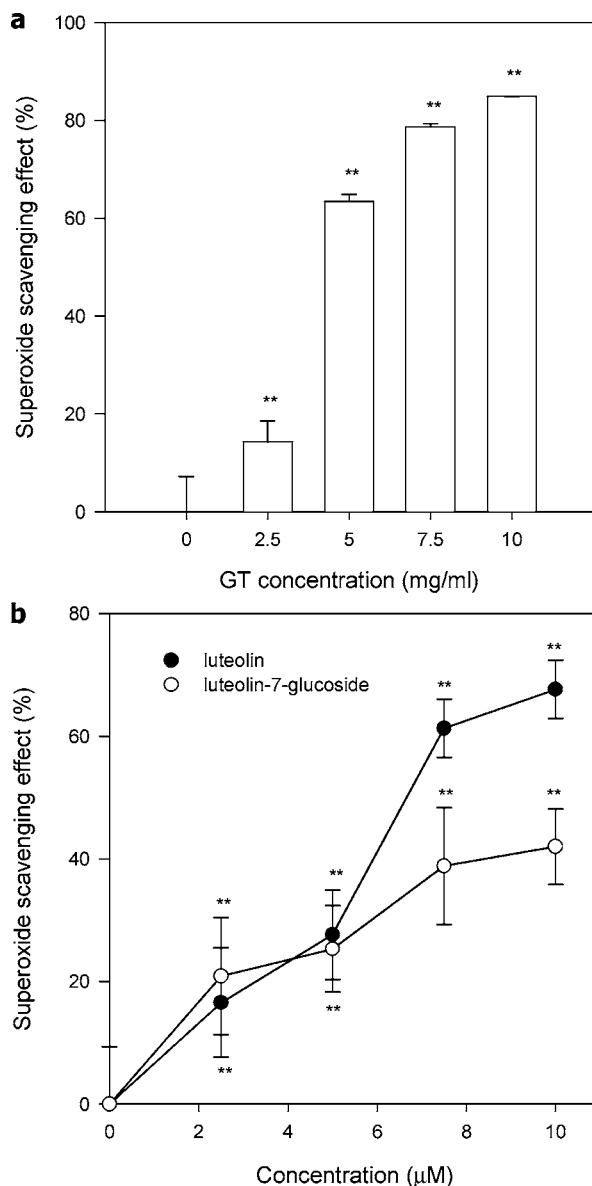 a
100
80
60
40
20
0
Superoxide scavenging effect (%)
**
**
**
**
0 2.5 5 7.5 10
GT concentration (mg/ml)
b
80
60
40
20
0
Superoxide scavenging effect (%)
luteolin
luteolin-7-glucoside
**
**
**
**
**
**
**
**
0 2 4 6 8 10
Concentration (μM)